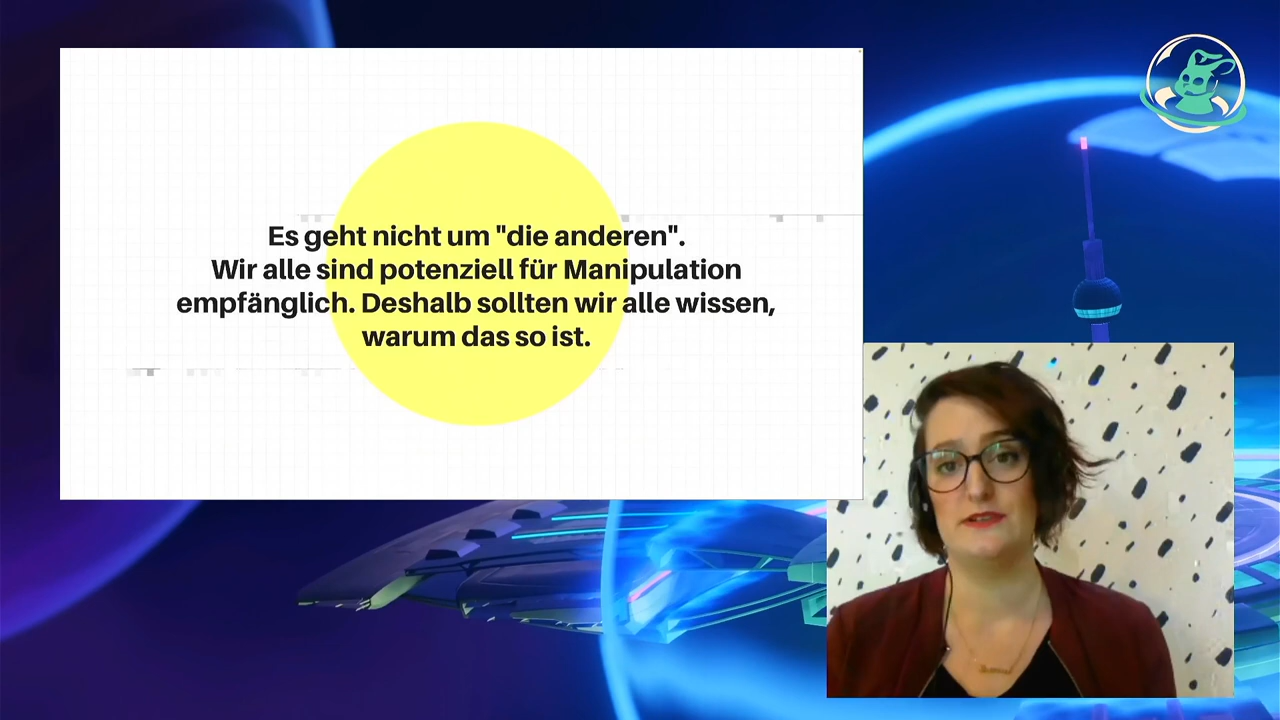 Es geht nicht um "die anderen".
Wir alle sind potenziell für Manipulation
empfänglich. Deshalb sollten wir alle wissen,
warum das so ist.